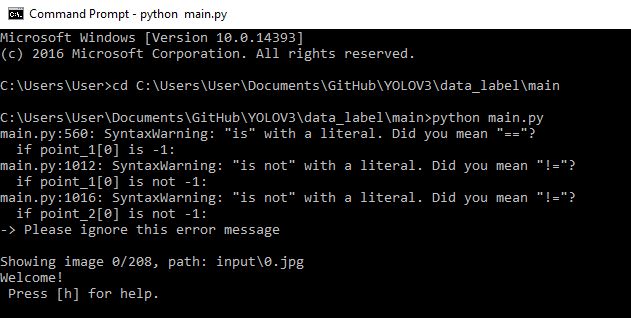 Command Prompt - python  main.py
Microsoft Windows [Version 10.0.14393]
(c) 2016 Microsoft Corporation. All rights reserved.
C:\Users\User>cd C:\Users\User\Documents\GitHub\YOLOV3\data_label\main
C:\Users\User\Documents\GitHub\YOLOV3\data_label\main>python main.py
main.py:560: SyntaxWarning: "is" with a literal. Did you mean "=="?
  if point_1[0] is -1:
main.py:1012: SyntaxWarning: "is not" with a literal. Did you mean "!="?
  if point_1[0] is not -1:
main.py:1016: SyntaxWarning: "is not" with a literal. Did you mean "!="?
  if point_2[0] is not -1:
-> Please ignore this error message
Showing image 0/208, path: input\0.jpg
Welcome!
 Press [h] for help.